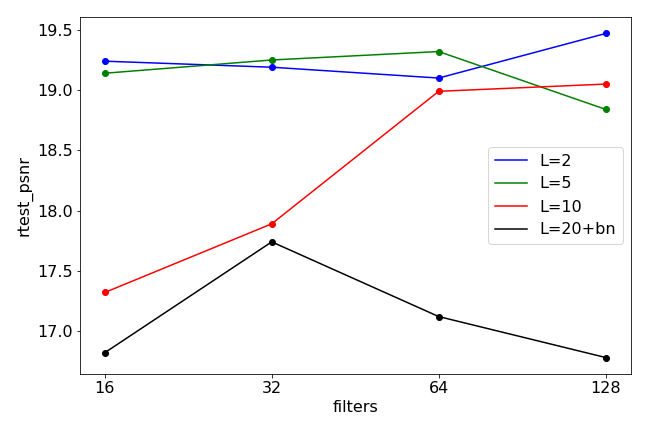 19.5
19.0
18.5
18.0
17.5
17.0
rtest_psnr
L=2
L=5
L=10
L=20+bn
16 32 64 128
filters